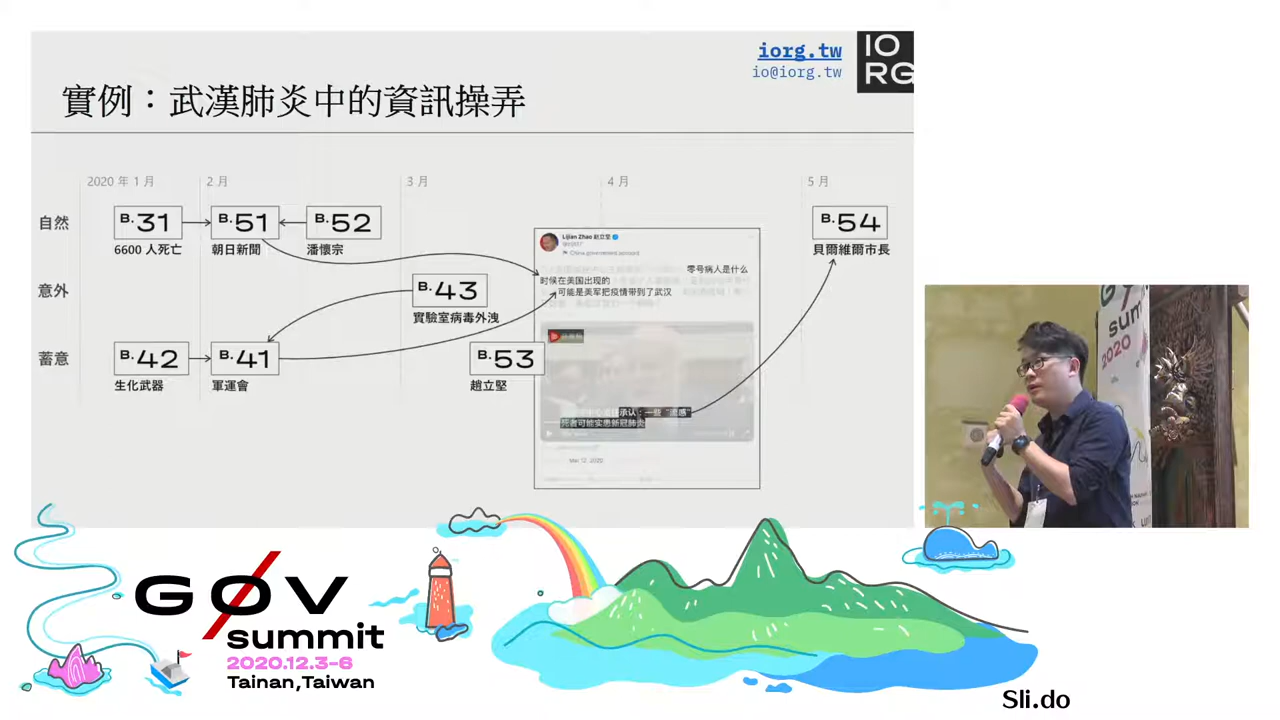 iorg.tw
io@iorg.tw
IO
RG
實例：武漢肺炎中的資訊操弄
2020 年 1 月
2 月
3 月
4 月
5 月
自然
B.31
6600 人死亡
B.51
朝日新聞
B.52
潘懷宗
B.54
貝爾維爾市長
意外
B.43
實驗室病毒外洩
蓄意
B.42
生化武器
B.41
軍運會
B.53
趙立堅
Lijian Zhao 赵立坚
China government account
零号病人是什么
时候在美国出现的
可能是美军把疫情带到了武汉
承认：一些“流感”
死者可能实患新冠肺炎
Mar 12, 2020
2020
G0V
summit
2020.12.3-6
Tainan,Taiwan
Sli.do